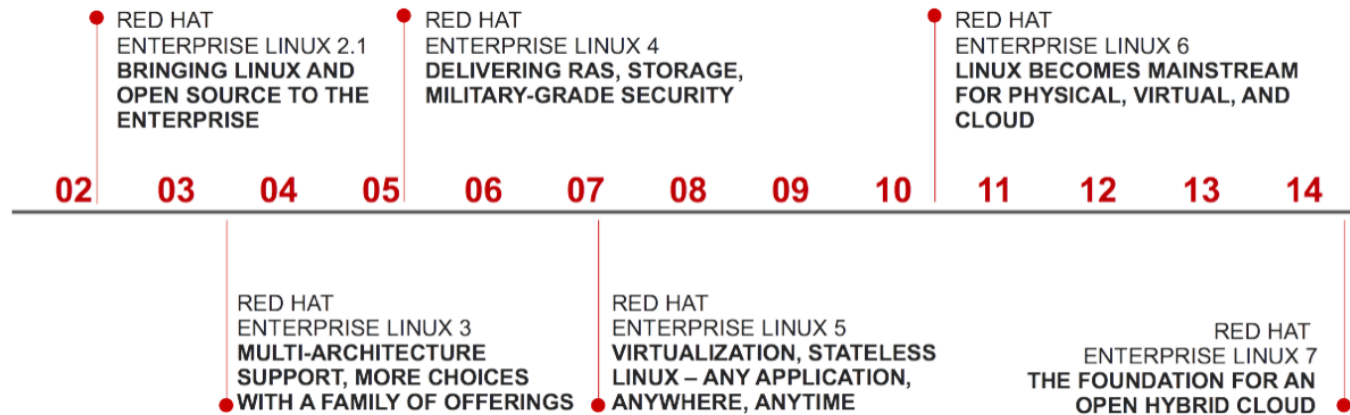 RED HAT
ENTERPRISE LINUX 2.1
BRINGING LINUX AND
OPEN SOURCE TO THE
ENTERPRISE
RED HAT
ENTERPRISE LINUX 4
DELIVERING RAS, STORAGE,
MILITARY-GRADE SECURITY
RED HAT
ENTERPRISE LINUX 6
LINUX BECOMES MAINSTREAM
FOR PHYSICAL, VIRTUAL, AND
CLOUD
02 03 04 05 06 07 08 09 10 11 12 13 14
RED HAT
ENTERPRISE LINUX 3
MULTI-ARCHITECTURE
SUPPORT, MORE CHOICES
WITH A FAMILY OF OFFERINGS
RED HAT
ENTERPRISE LINUX 5
VIRTUALIZATION, STATELESS
LINUX – ANY APPLICATION,
ANYWHERE, ANYTIME
RED HAT
ENTERPRISE LINUX 7
THE FOUNDATION FOR AN
OPEN HYBRID CLOUD